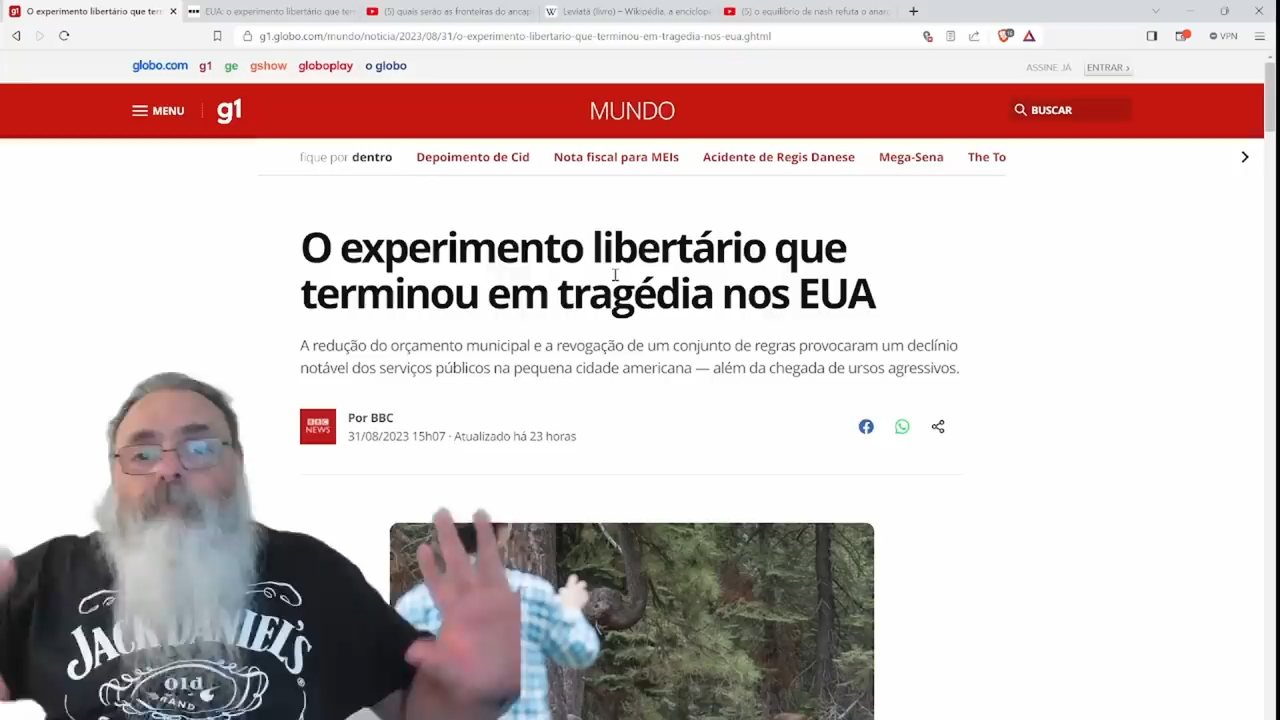 O experimento libertário que ter
EUA: o experimento libertário que ter
(5) quais serão as fronteiras do ancap
Leviatã (livro) – Wikipédia, a enciclop
(5) o equilíbrio de nash refuta o anarc
g1.globo.com/mundo/noticia/2023/08/31/o-experimento-libertario-que-terminou-em-tragedia-nos-eua.ghtml
VPN
globo.com g1 ge gshow globoplay o globo
ASSINE JÁ ENTRAR ›
MENU g1 MUNDO BUSCAR
fique por dentro Depoimento de Cid Nota fiscal para MEIs Acidente de Regis Danese Mega-Sena The To
O experimento libertário que
terminou em tragédia nos EUA
A redução do orçamento municipal e a revogação de um conjunto de regras provocaram um declínio
notável dos serviços públicos na pequena cidade americana — além da chegada de ursos agressivos.
BBC
NEWS
Por BBC
31/08/2023 15h07 · Atualizado há 23 horas
JACK DANIEL'S
Old
BRAND